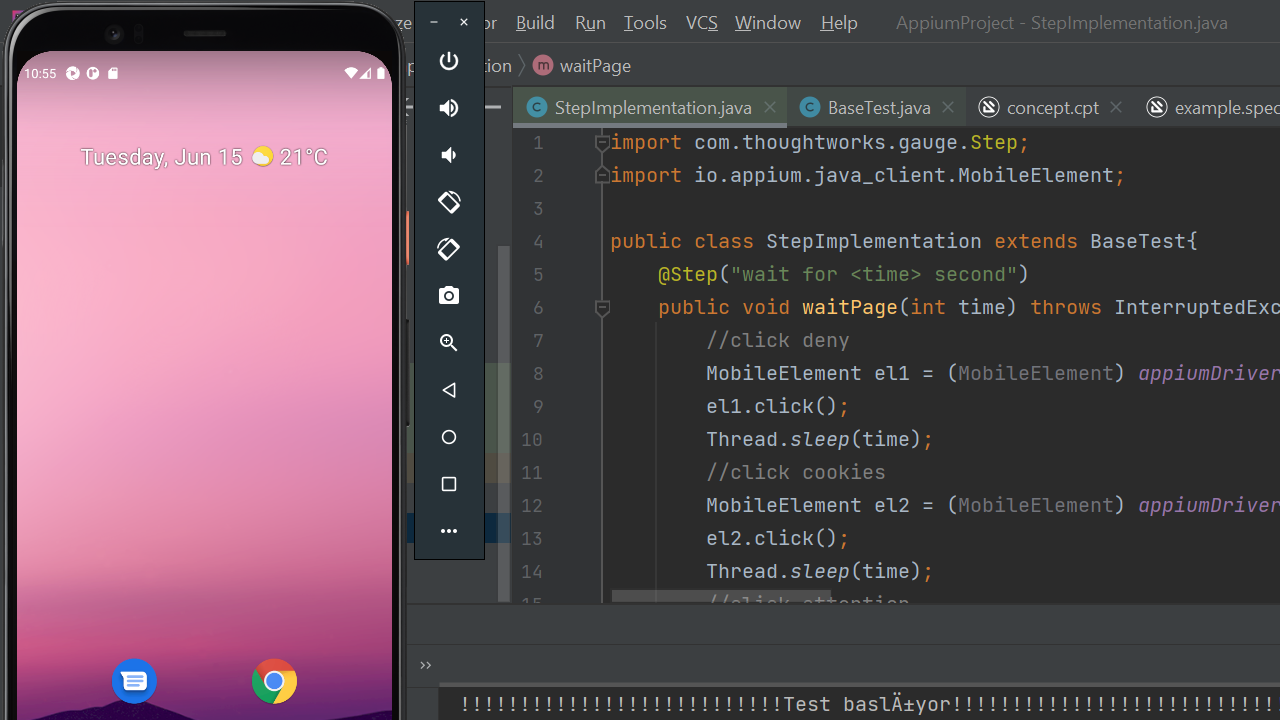 ze
or
Build
Run
Tools
VCS
Window
Help
AppiumProject - StepImplementation.java
tion
m
waitPage
10:55
Tuesday, Jun 15
21°C
C
StepImplementation.java
C
BaseTest.java
concept.cpt
example.spec
1 import com.thoughtworks.gauge.Step;
2 import io.appium.java_client.MobileElement;
3
4 public class StepImplementation extends BaseTest{
5 @Step("wait for <time> second")
6 public void waitPage(int time) throws InterruptedExc
7 //click deny
8 MobileElement el1 = (MobileElement) appiumDriver
9 el1.click();
10 Thread.sleep(time);
11 //click cookies
12 MobileElement el2 = (MobileElement) appiumDriver
13 el2.click();
14 Thread.sleep(time);
15 //click attention
!!!!!!!!!!!!!!!!!!!!!!!!!!!Test baslÄ±yor!!!!!!!!!!!!!!!!!!!!!!!!!!!